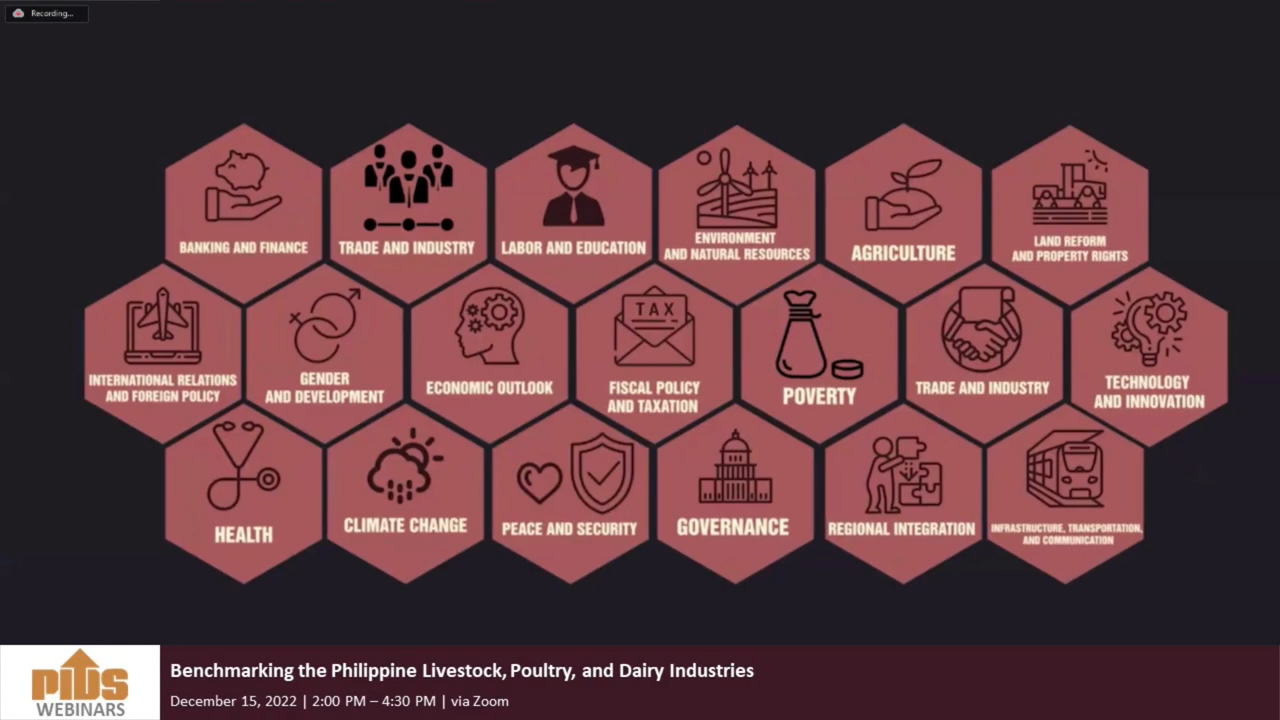 Recording...
BANKING AND FINANCE
TRADE AND INDUSTRY
LABOR AND EDUCATION
ENVIRONMENT
AND NATURAL RESOURCES
AGRICULTURE
LAND REFORM
AND PROPERTY RIGHTS
INTERNATIONAL RELATIONS
AND FOREIGN POLICY
GENDER
AND DEVELOPMENT
ECONOMIC OUTLOOK
TAX
FISCAL POLICY
AND TAXATION
POVERTY
TRADE AND INDUSTRY
TECHNOLOGY
AND INNOVATION
HEALTH
CLIMATE CHANGE
PEACE AND SECURITY
GOVERNANCE
REGIONAL INTEGRATION
INFRASTRUCTURE, TRANSPORTATION,
AND COMMUNICATION
pids
WEBINARS
Benchmarking the Philippine Livestock, Poultry, and Dairy Industries
December 15, 2022 | 2:00 PM – 4:30 PM | via Zoom